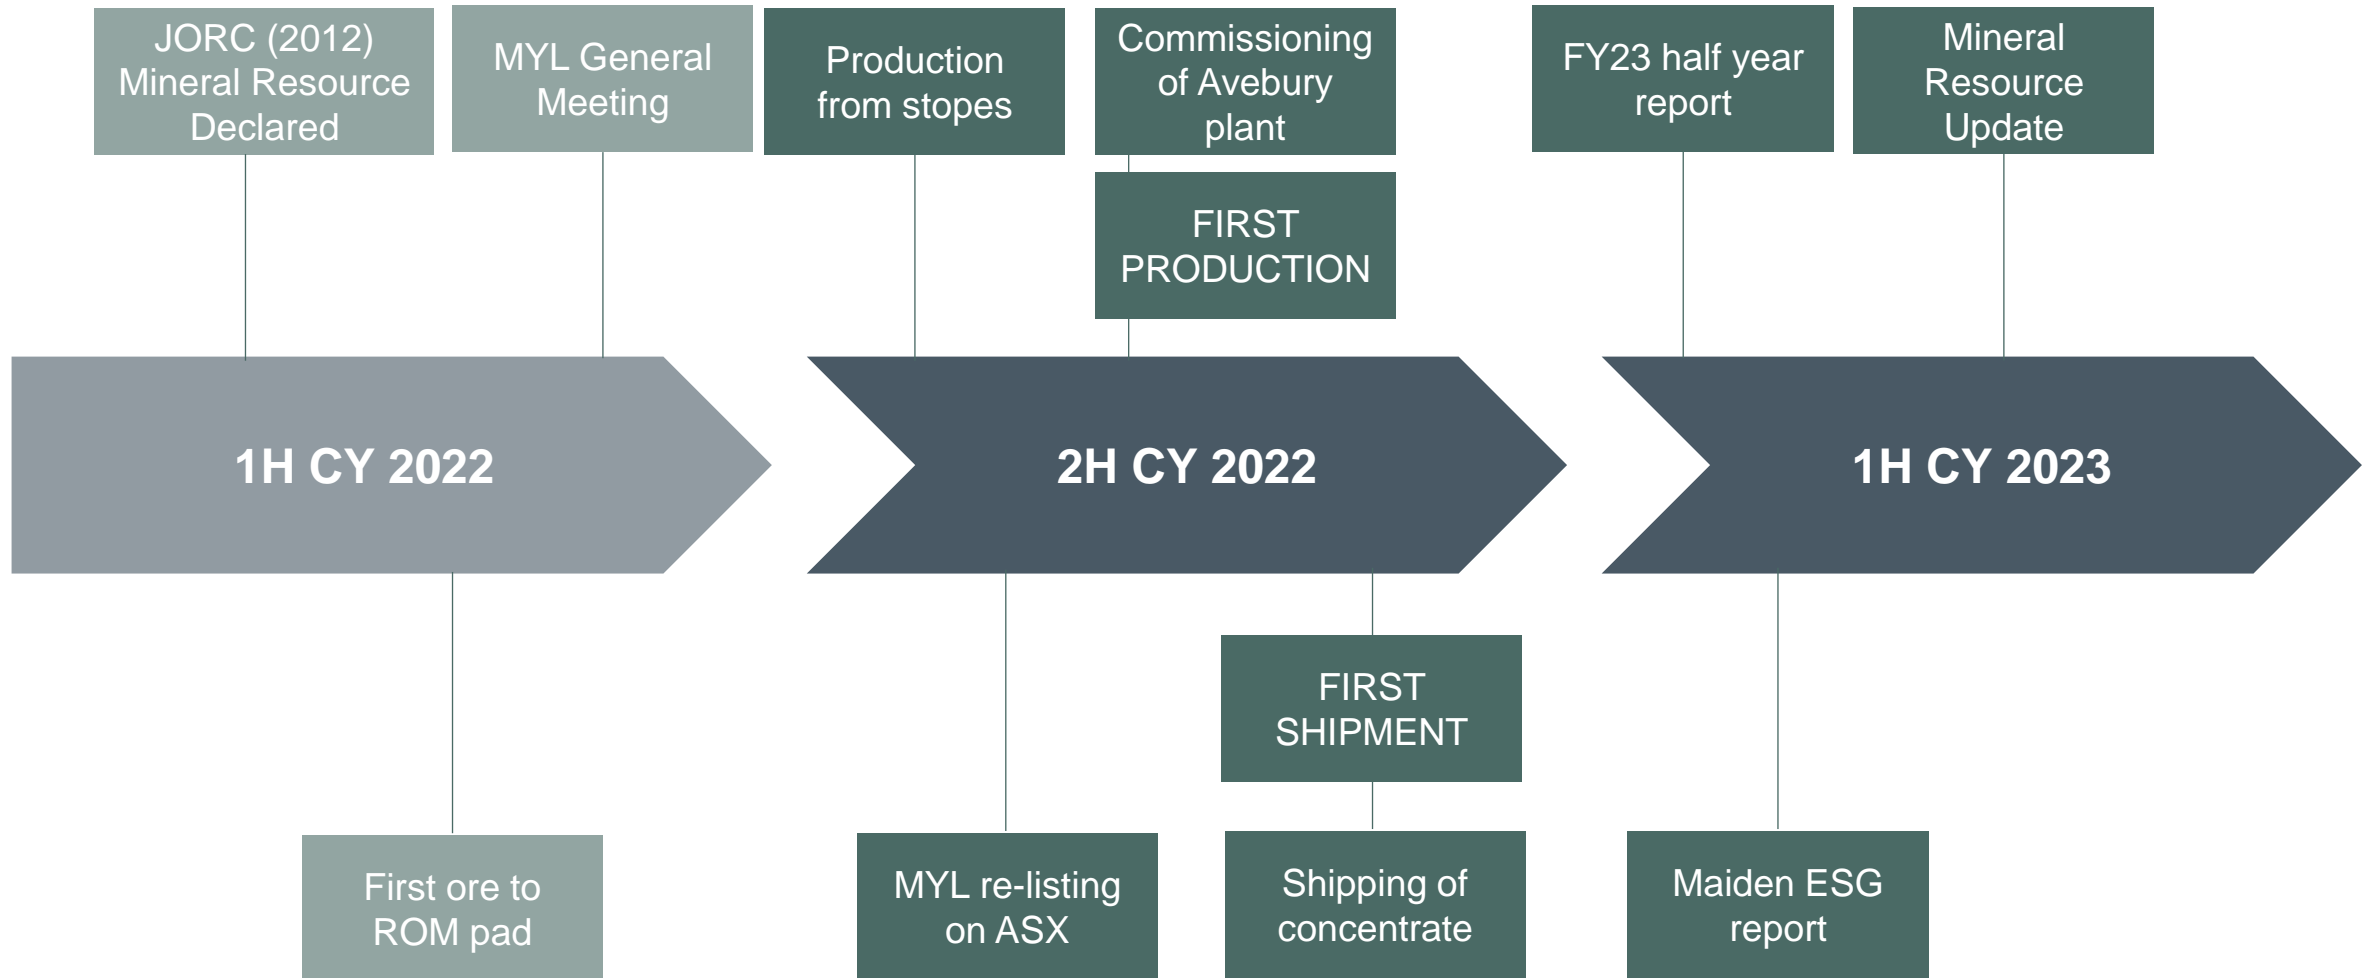 JORC (2012)
Mineral Resource
Declared
MYL General
Meeting
Production
from stopes
Commissioning
of Avebury
plant
FIRST
PRODUCTION
FY23 half year
report
Mineral
Resource
Update
1H CY 2022
2H CY 2022
1H CY 2023
First ore to
ROM pad
MYL re-listing
on ASX
FIRST
SHIPMENT
Shipping of
concentrate
Maiden ESG
report